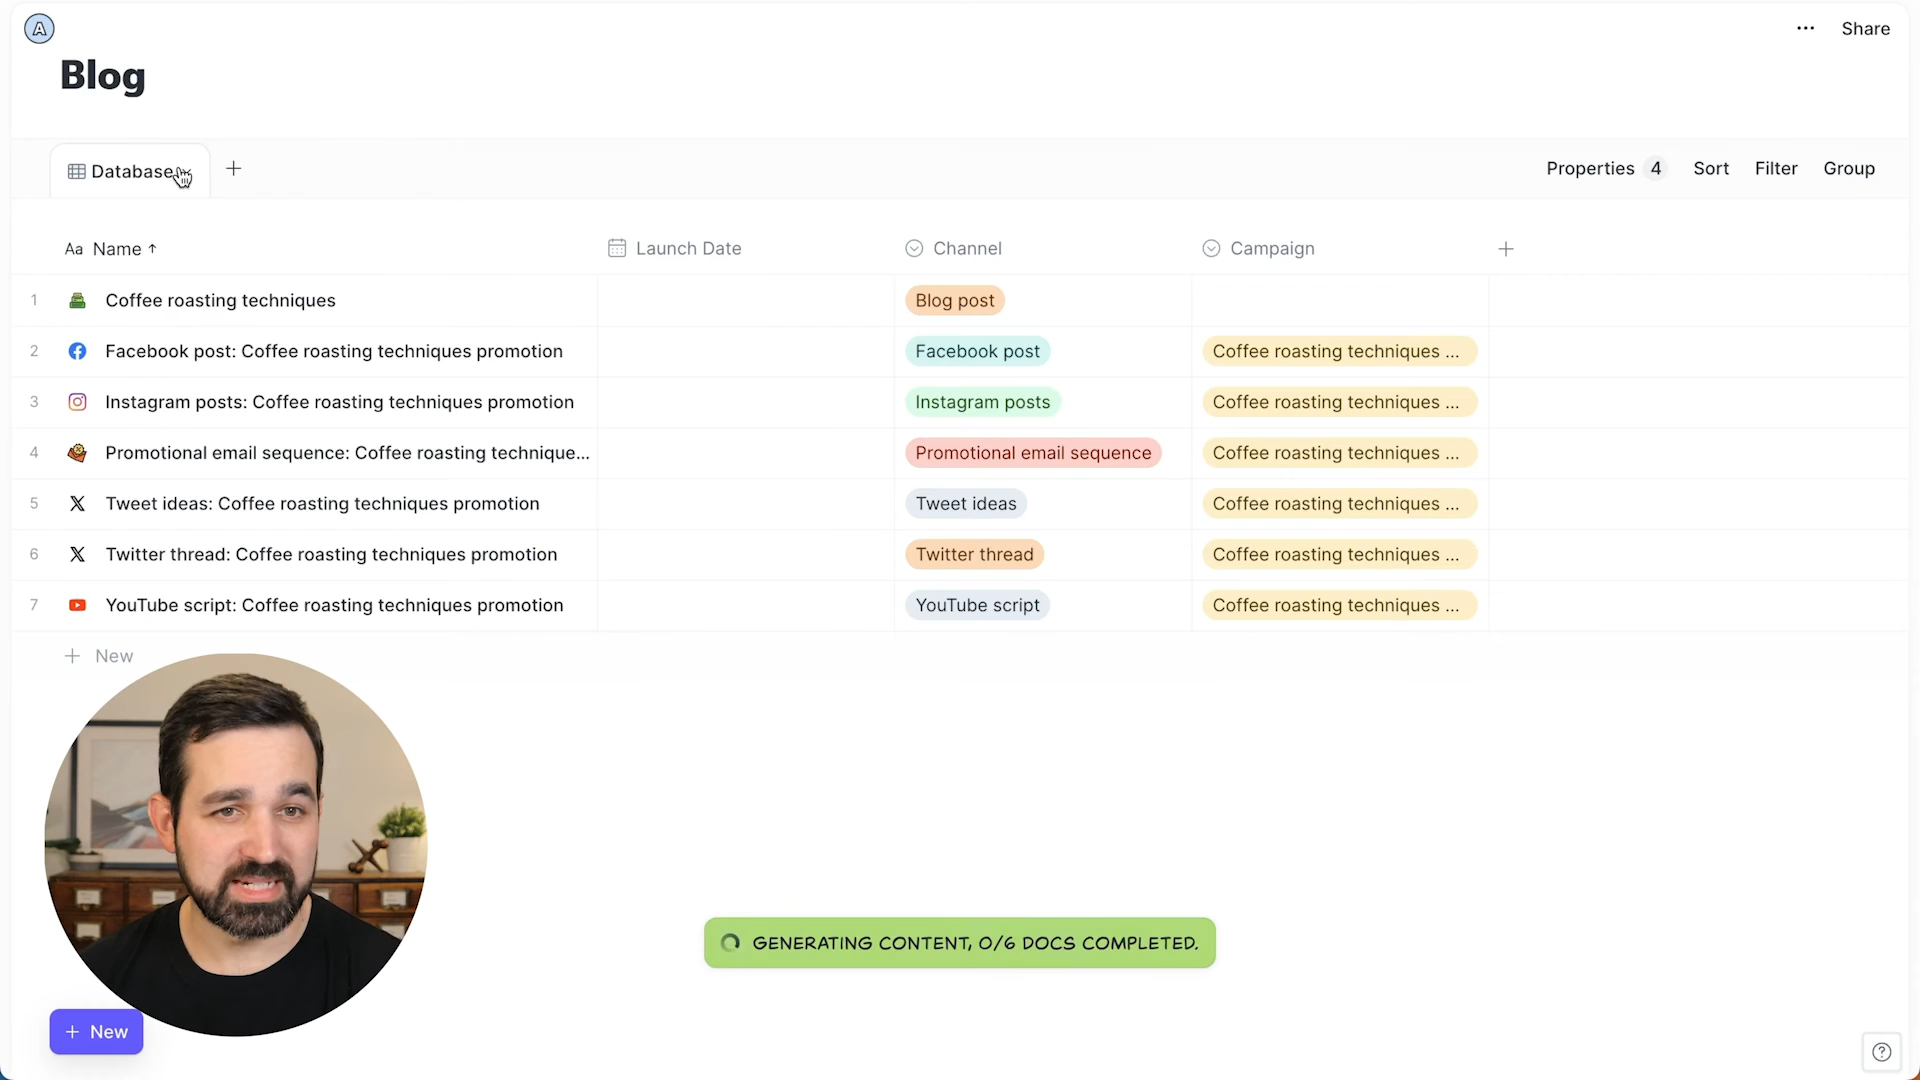 A
Share
Blog
Database
Properties 4 Sort Filter Group
Aa Name ↑ Launch Date Channel Campaign
1 Coffee roasting techniques Blog post
2 Facebook post: Coffee roasting techniques promotion Facebook post Coffee roasting techniques ...
3 Instagram posts: Coffee roasting techniques promotion Instagram posts Coffee roasting techniques ...
4 Promotional email sequence: Coffee roasting technique... Promotional email sequence Coffee roasting techniques ...
5 Tweet ideas: Coffee roasting techniques promotion Tweet ideas Coffee roasting techniques ...
6 Twitter thread: Coffee roasting techniques promotion Twitter thread Coffee roasting techniques ...
7 YouTube script: Coffee roasting techniques promotion YouTube script Coffee roasting techniques ...
+ New
GENERATING CONTENT, 0/6 DOCS COMPLETED.
+ New